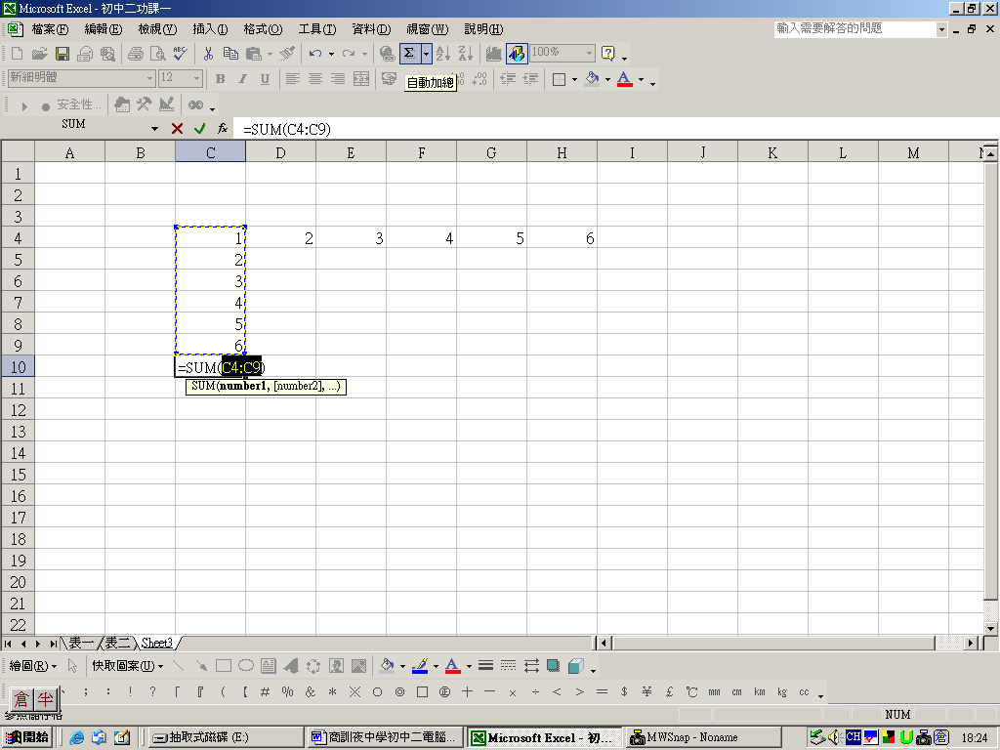 Microsoft Excel - 初中二功課一
檔案(F) 編輯(E) 檢視(V) 插入(I) 格式(O) 工具(T) 資料(D) 視窗(W) 說明(H) 輸入需要解答的問題
100%
新細明體 12 B I U
自動加總
安全性...
SUM =SUM(C4:C9)
A B C D E F G H I J K L M
1
2
3
4 1 2 3 4 5 6
5 2
6 3
7 4
8 5
9 6
10 =SUM(C4:C9)
11 SUM(number1, [number2], ...)
12
13
14
15
16
17
18
19
20
21
22
表一 表二 Sheet3
繪圖(R) 快取圖案(U)
; : ! ? 「 『 ( 【 # % & * ※ ○ ◎ □ + - × ÷ < > = $ ¥ £ ℃ mm cm km kg cc
倉 半
NUM
開始 抽取式磁碟 (E:) 商訓夜中學初中二電腦... Microsoft Excel - 初... MWSnap - Noname CH 倉 18:24